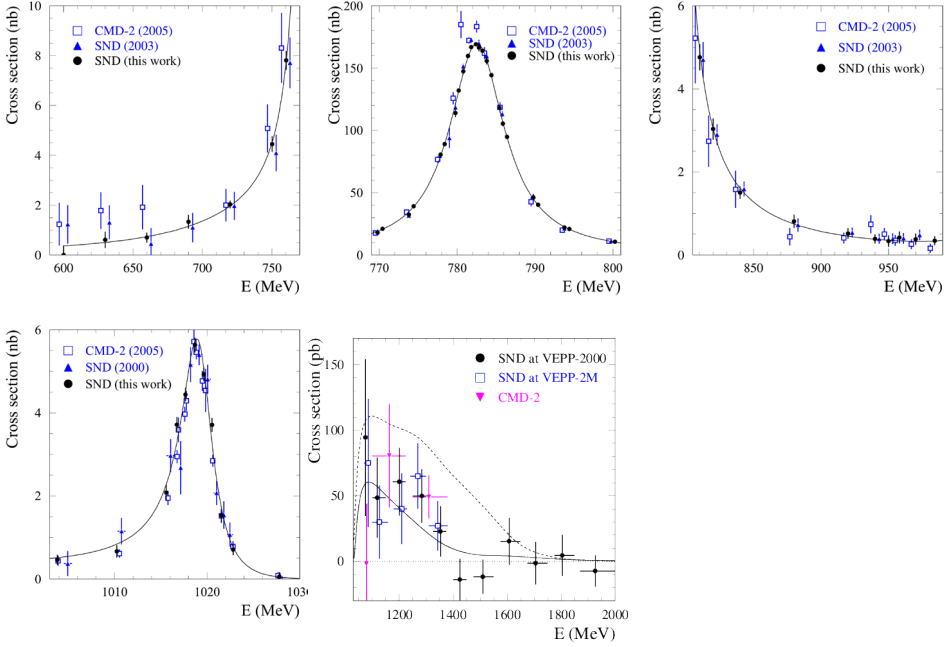 Cross section (nb)
10
8
6
4
2
0
CMD-2 (2005)
SND (2003)
SND (this work)
600
650
700
750
E (MeV)
Cross section (nb)
200
150
100
50
0
CMD-2 (2005)
SND (2003)
SND (this work)
770
780
790
800
E (MeV)
Cross section (nb)
6
5
4
3
2
1
0
CMD-2 (2005)
SND (2003)
SND (this work)
850
900
950
E (MeV)
Cross section (nb)
6
4
2
0
CMD-2 (2005)
SND (2000)
SND (this work)
1010
1020
E (MeV)
Cross section (pb)
150
100
50
0
SND at VEPP-2000
SND at VEPP-2M
CMD-2
1200
1400
1600
1800
2000
E (MeV)